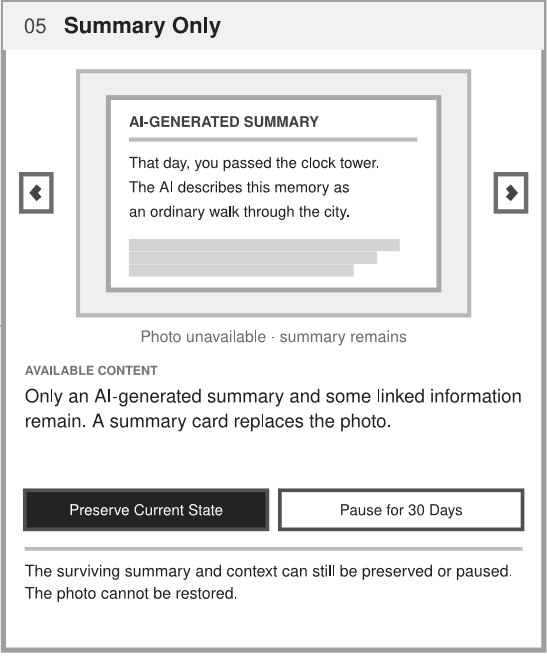 05 Summary Only
AI-GENERATED SUMMARY
That day, you passed the clock tower.
The AI describes this memory as
an ordinary walk through the city.
Photo unavailable · summary remains
AVAILABLE CONTENT
Only an AI-generated summary and some linked information
remain. A summary card replaces the photo.
Preserve Current State
Pause for 30 Days
The surviving summary and context can still be preserved or paused.
The photo cannot be restored.